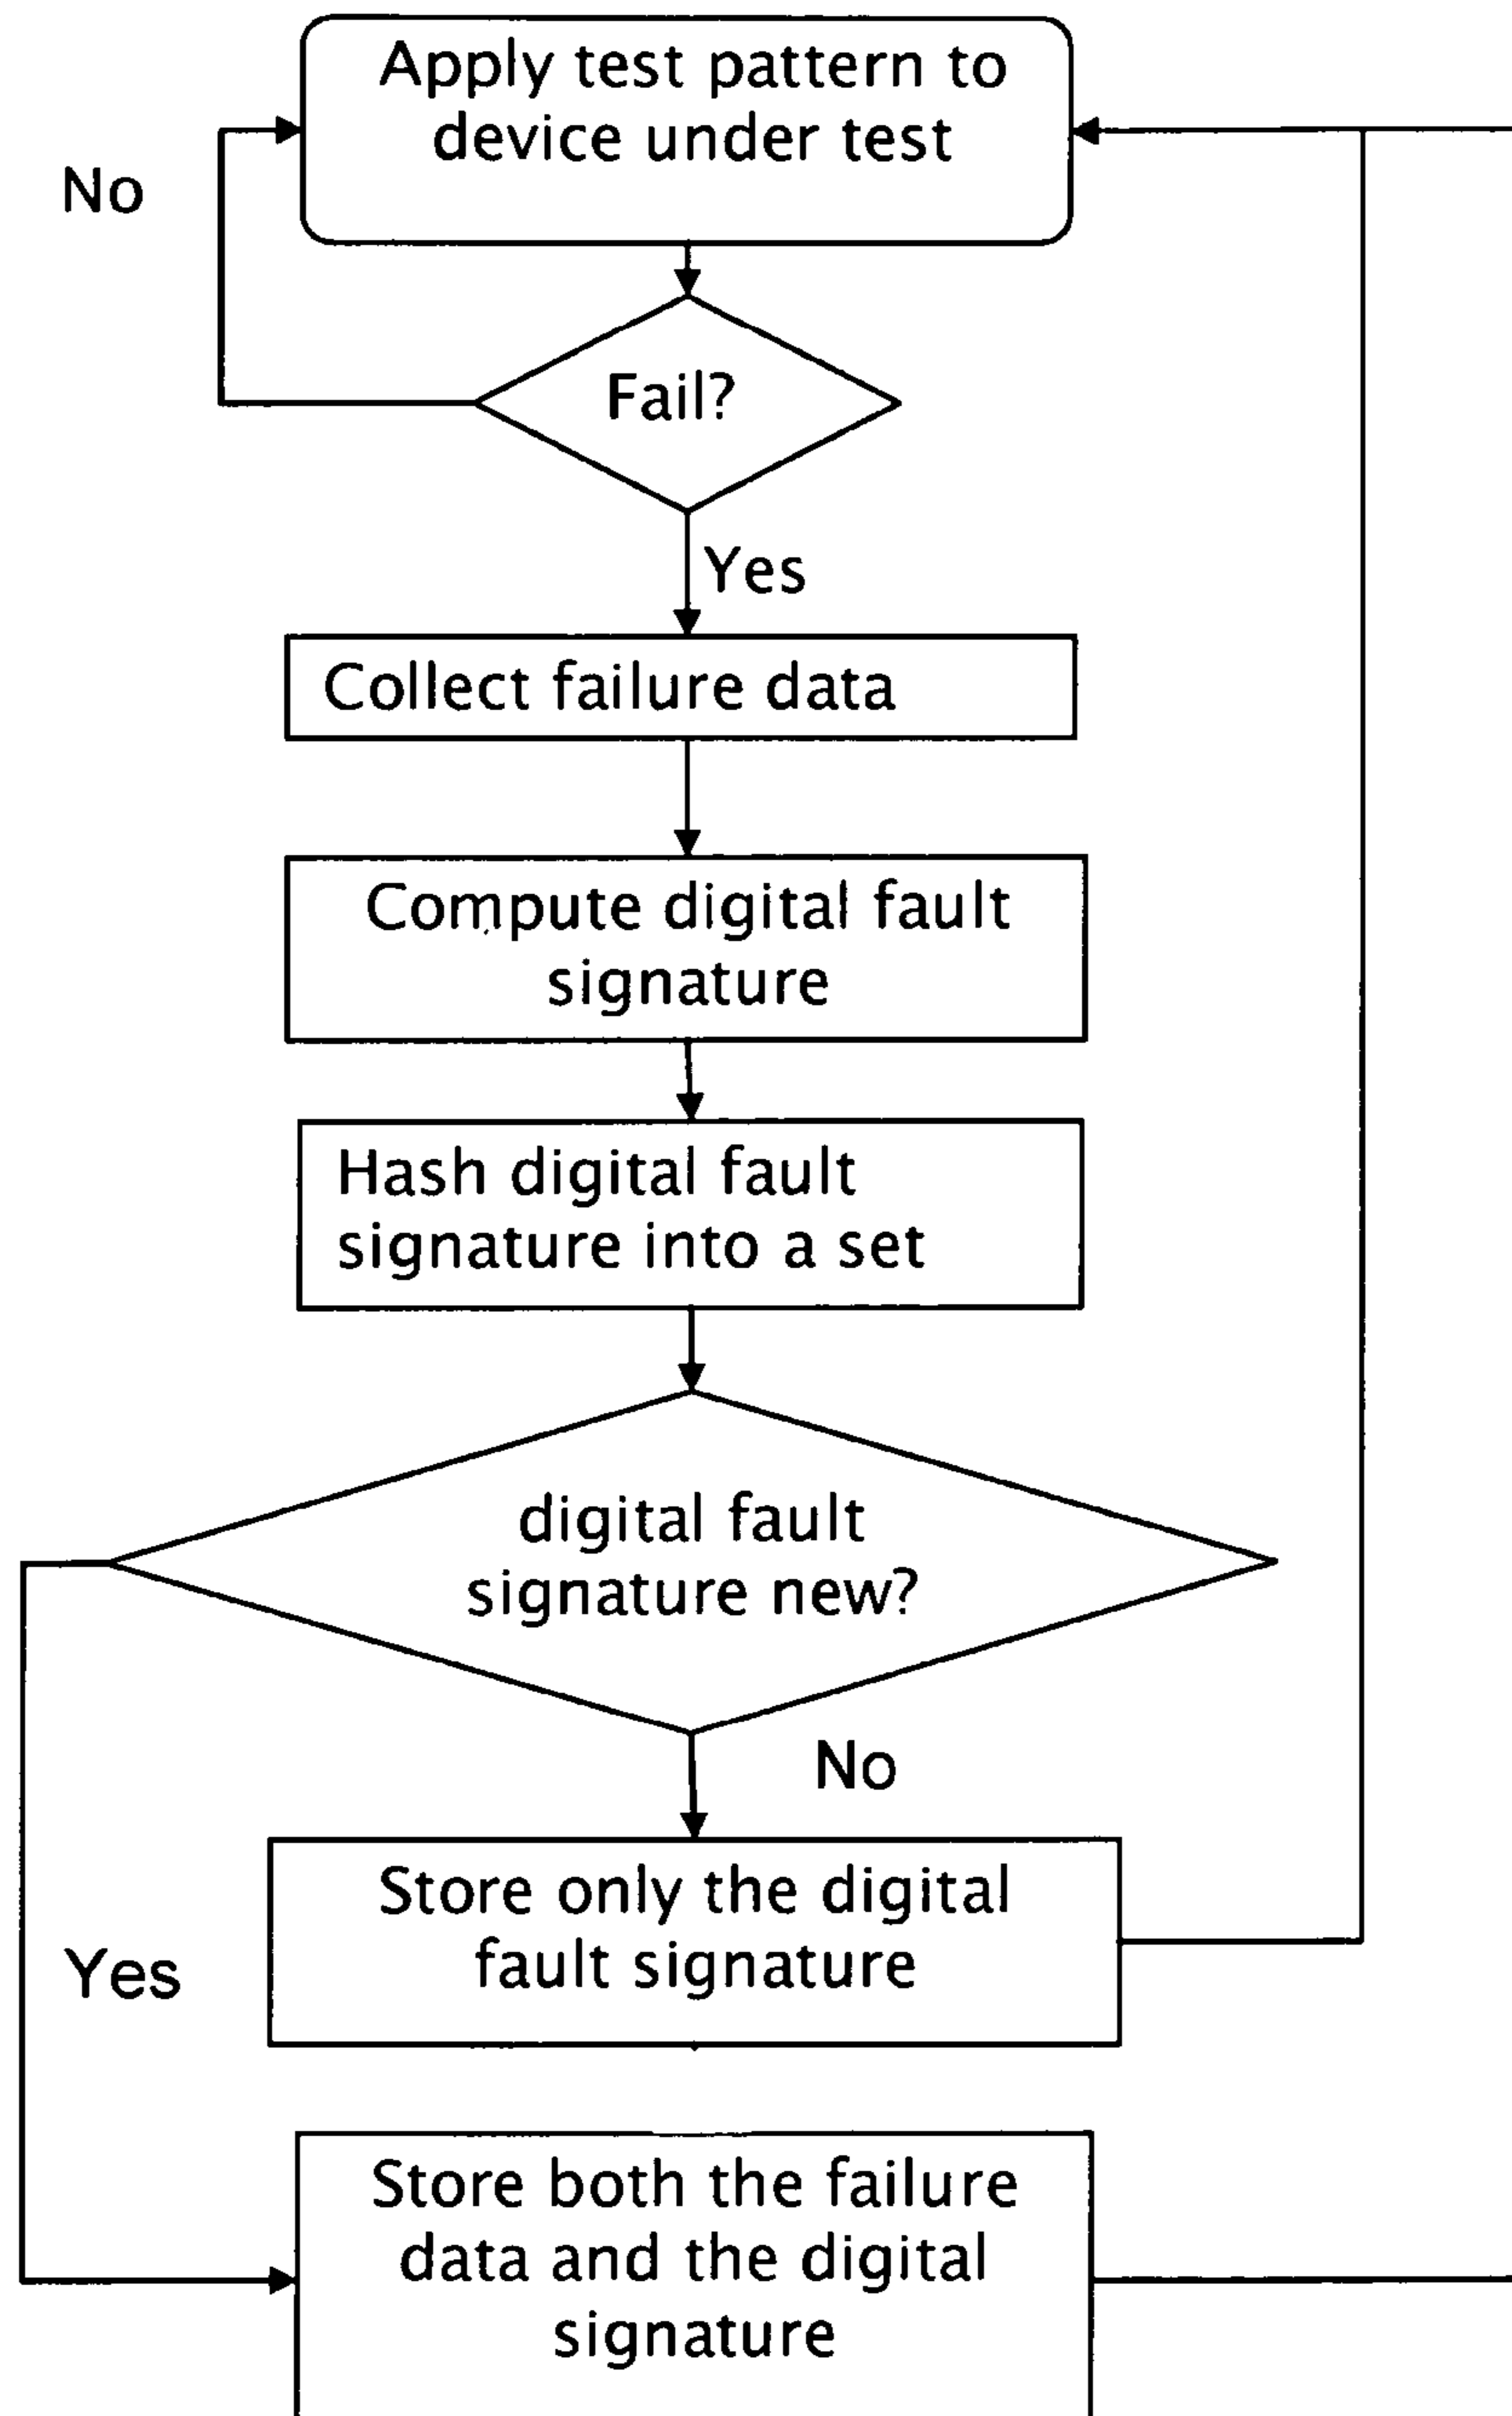 Apply test pattern to
device under test
No
Fail?
Yes
Collect failure data
Compute digital fault
signature
Hash digital fault
signature into a set
digital fault
signature new?
No
Store only the digital
fault signature
Yes
Store both the failure
data and the digital
signature